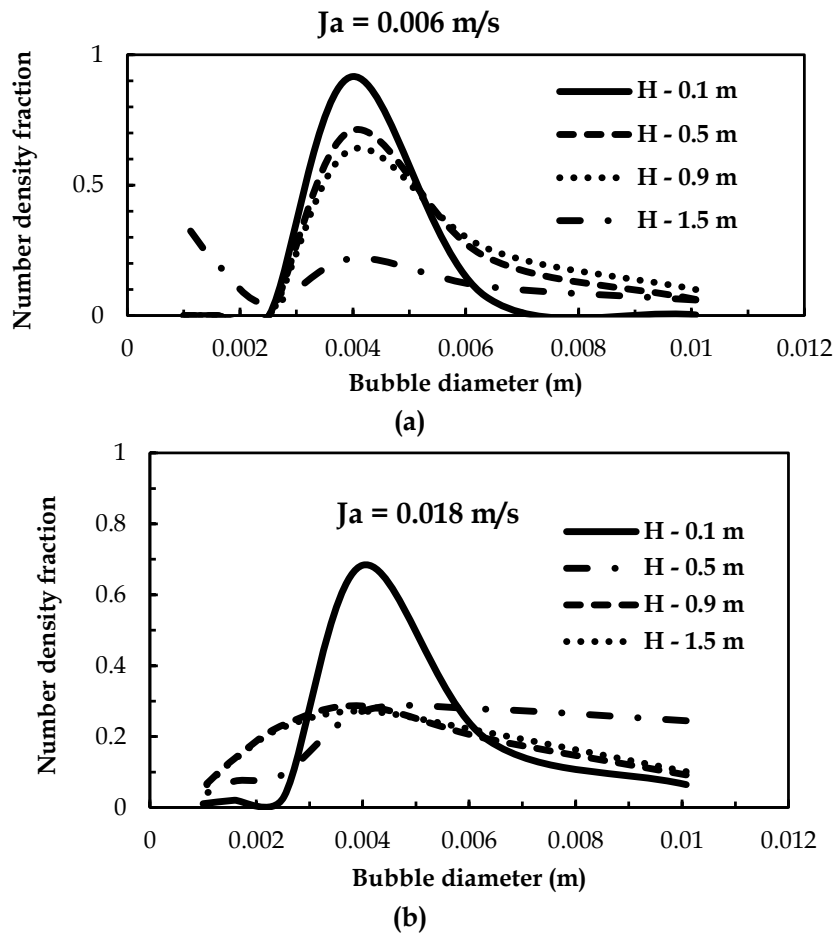 Ja = 0.006 m/s
1
0.5
0
Number density fraction
H - 0.1 m
H - 0.5 m
H - 0.9 m
H - 1.5 m
0 0.002 0.004 0.006 0.008 0.01 0.012
Bubble diameter (m)
(a)
1
0.8
0.6
0.4
0.2
0
Number density fraction
Ja = 0.018 m/s
H - 0.1 m
H - 0.5 m
H - 0.9 m
H - 1.5 m
0 0.002 0.004 0.006 0.008 0.01 0.012
Bubble diameter (m)
(b)